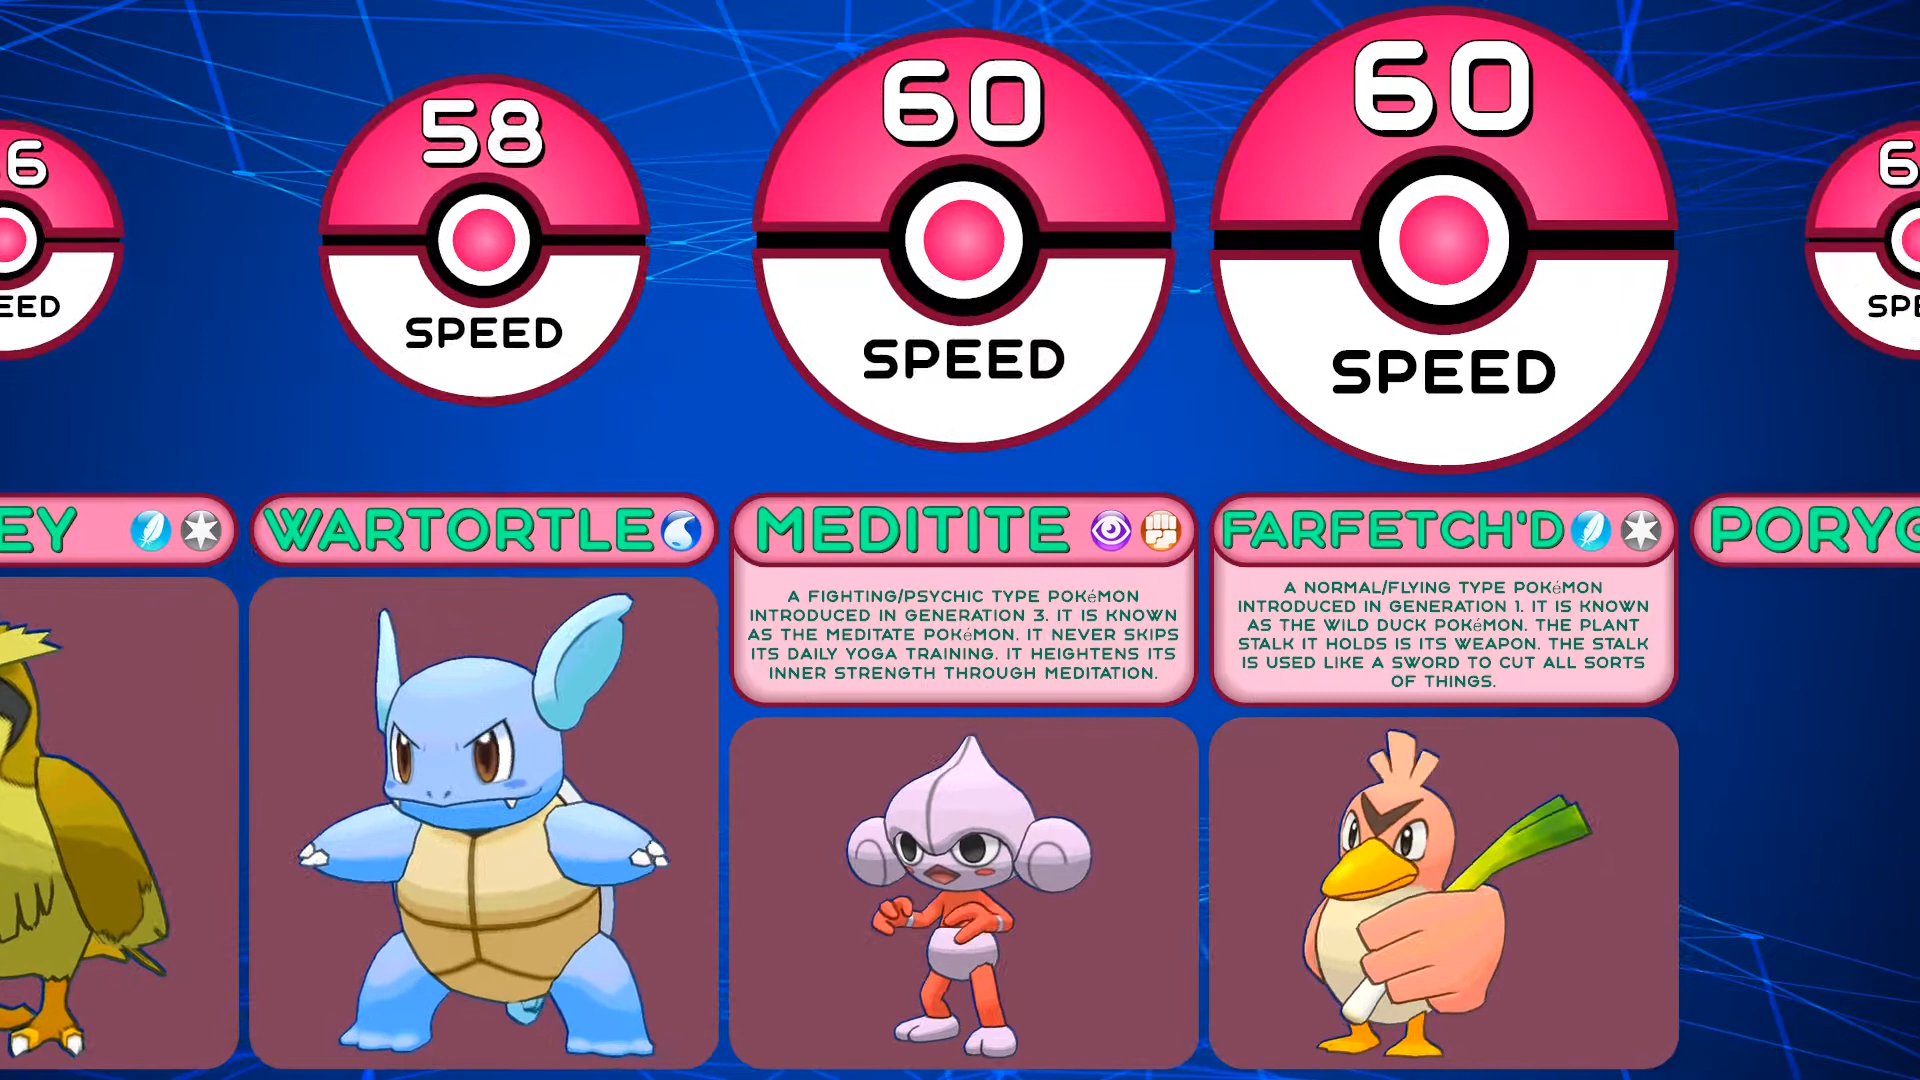 6
EED
58
SPEED
60
SPEED
60
SPEED
6
SPE
EY
WARTORTLE
MEDITITE
A FIGHTING/PSYCHIC TYPE POKéMON
INTRODUCED IN GENERATION 3. IT IS KNOWN
AS THE MEDITATE POKéMON. IT NEVER SKIPS
ITS DAILY YOGA TRAINING. IT HEIGHTENS ITS
INNER STRENGTH THROUGH MEDITATION.
FARFETCH'D
A NORMAL/FLYING TYPE POKéMON
INTRODUCED IN GENERATION 1. IT IS KNOWN
AS THE WILD DUCK POKéMON. THE PLANT
STALK IT HOLDS IS ITS WEAPON. THE STALK
IS USED LIKE A SWORD TO CUT ALL SORTS
OF THINGS.
PORYG